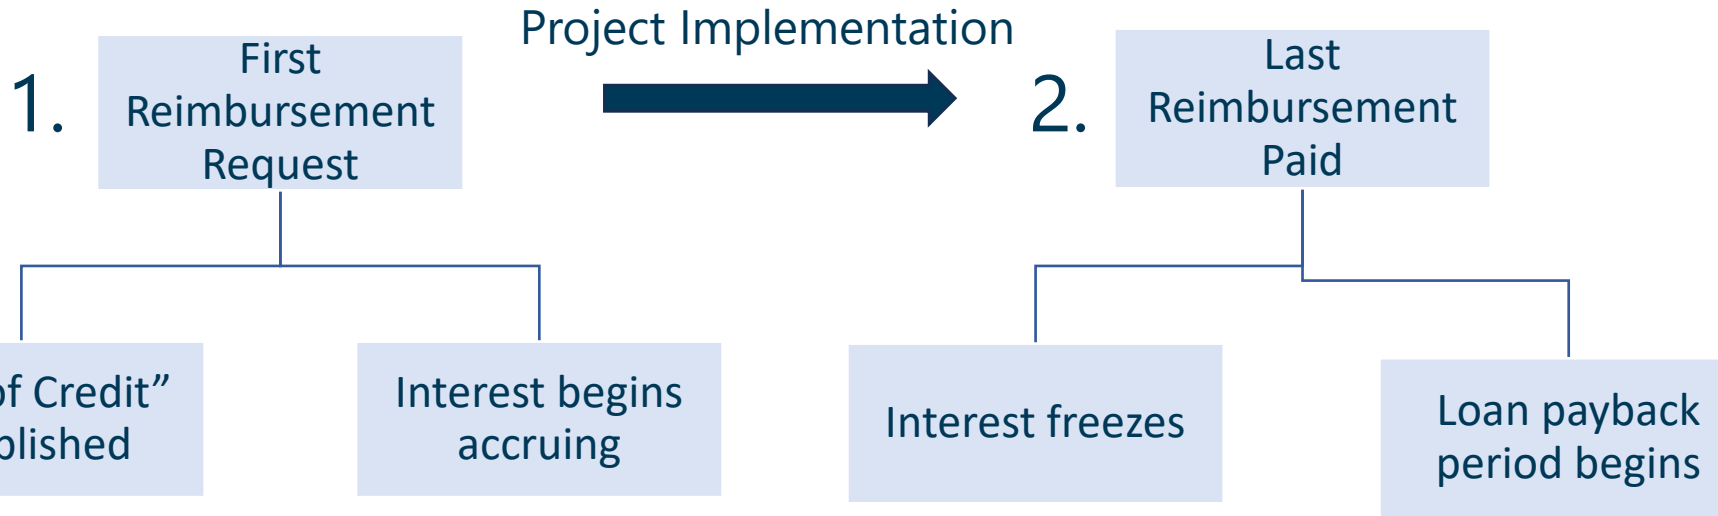 Project Implementation
1.
First
Reimbursement
Request
2.
Last
Reimbursement
Paid
of Credit”
Interest begins
accruing
Interest freezes
Loan payback
period begins